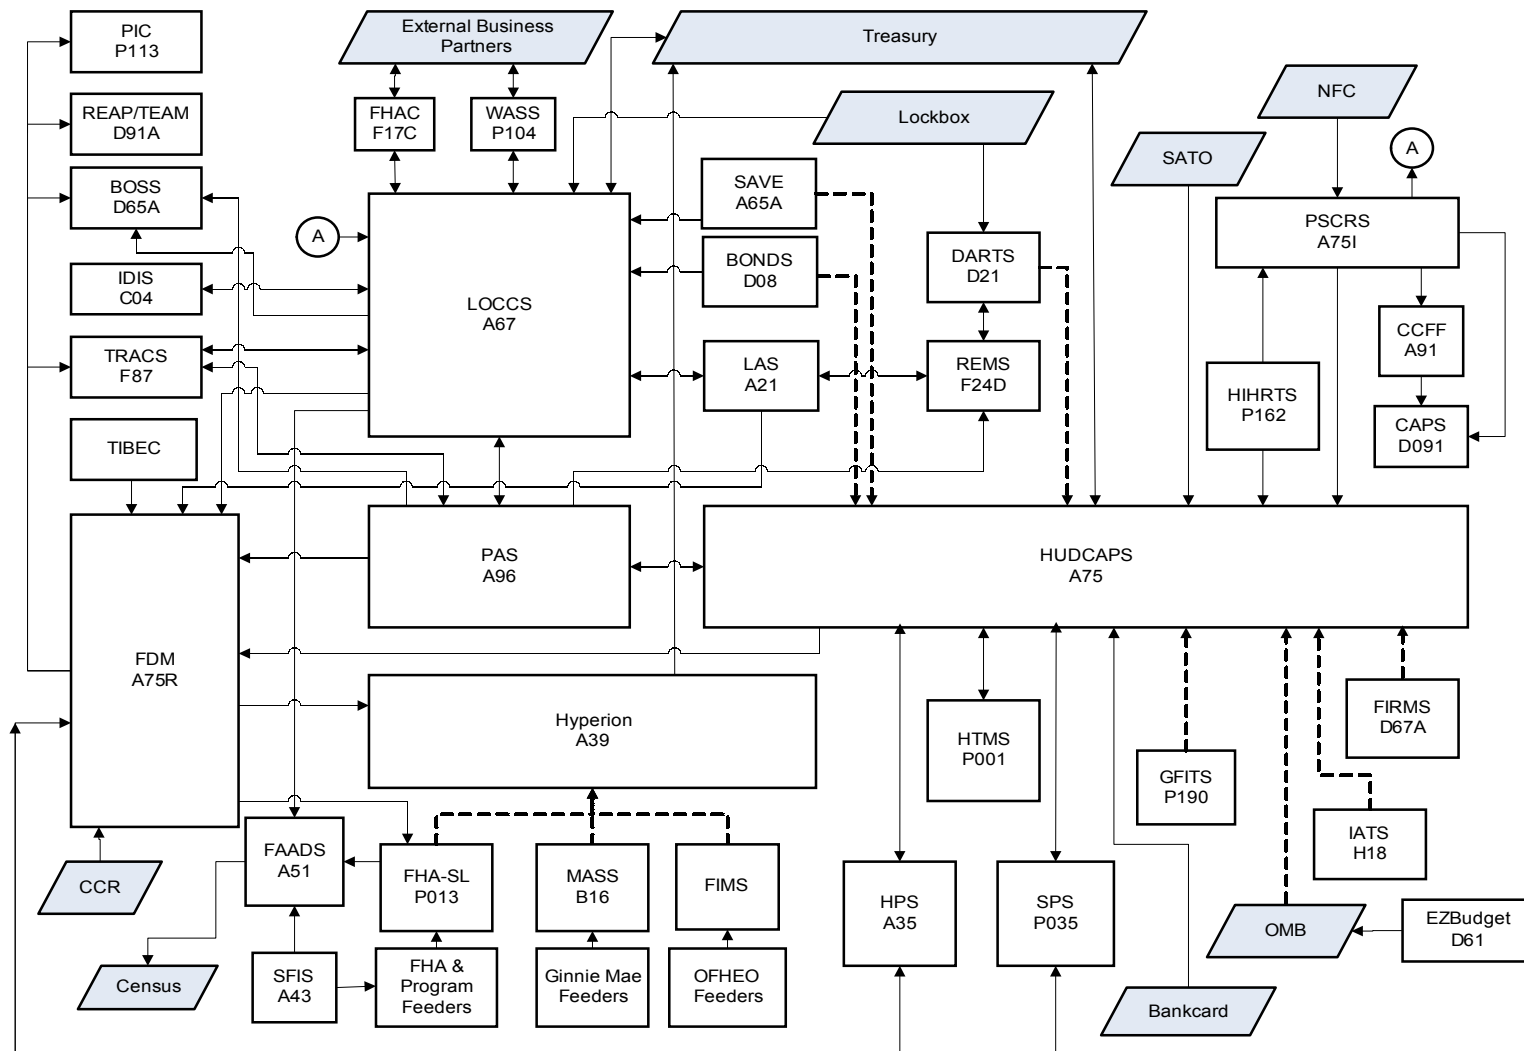 External Business
Partners
Treasury
PIC
P113
NFC
REAP/TEAM
D91A
FHAC
F17C
WASS
P104
Lockbox
SATO
A
BOSS
D65A
SAVE
A65A
PSCRS
A75I
A
BONDS
D08
DARTS
D21
IDIS
C04
LOCCS
A67
CCFF
A91
TRACS
F87
LAS
A21
REMS
F24D
HIHRTS
P162
CAPS
D091
TIBEC
PAS
A96
HUDCAPS
A75
FDM
A75R
Hyperion
A39
HTMS
P001
FIRMS
D67A
GFITS
P190
IATS
H18
CCR
FAADS
A51
FHA-SL
P013
MASS
B16
FIMS
HPS
A35
SPS
P035
OMB
EZBudget
D61
Census
SFIS
A43
FHA &
Program
Feeders
Ginnie Mae
Feeders
OFHEO
Feeders
Bankcard